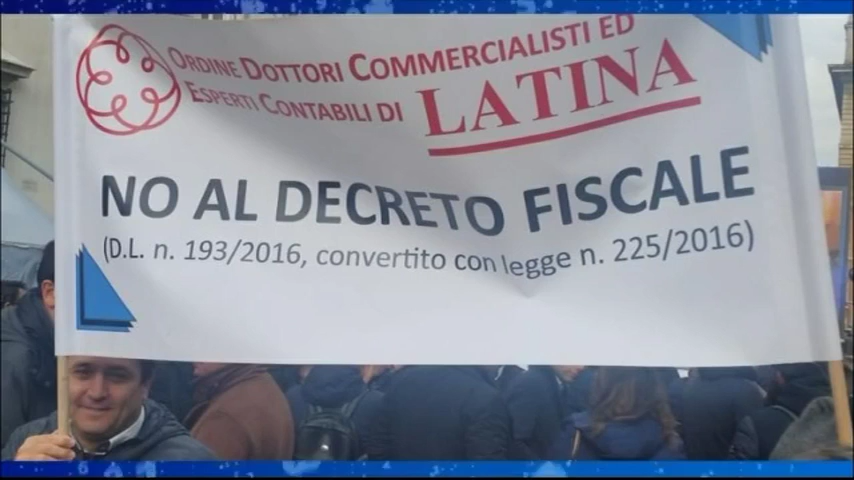 ORDINE DOTTORI COMMERCIALISTI ED
ESPERTI CONTABILI DI LATINA
NO AL DECRETO FISCALE
(D.L. n. 193/2016, convertito con legge n. 225/2016)